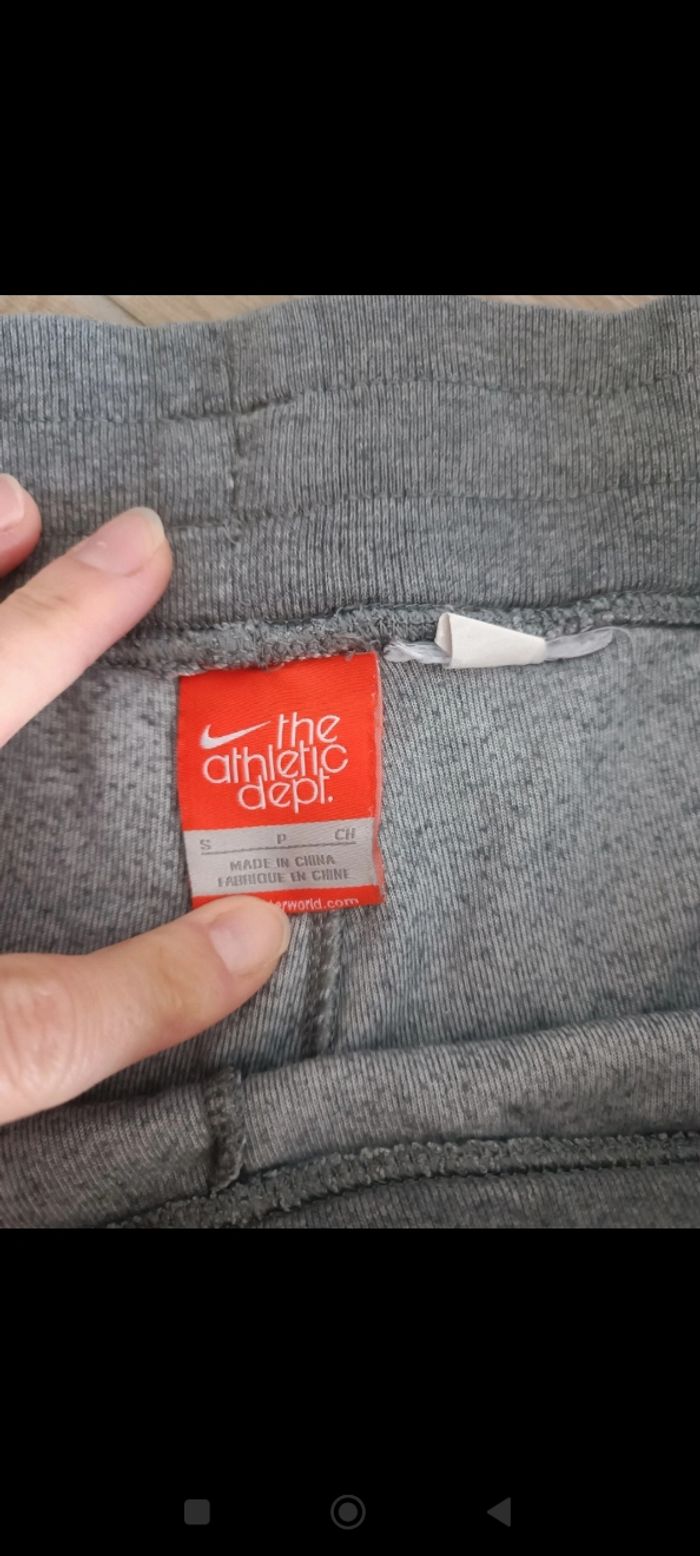 the
athletic
dept.
S P CH
MADE IN CHINA
FABRIQUE EN CHINE